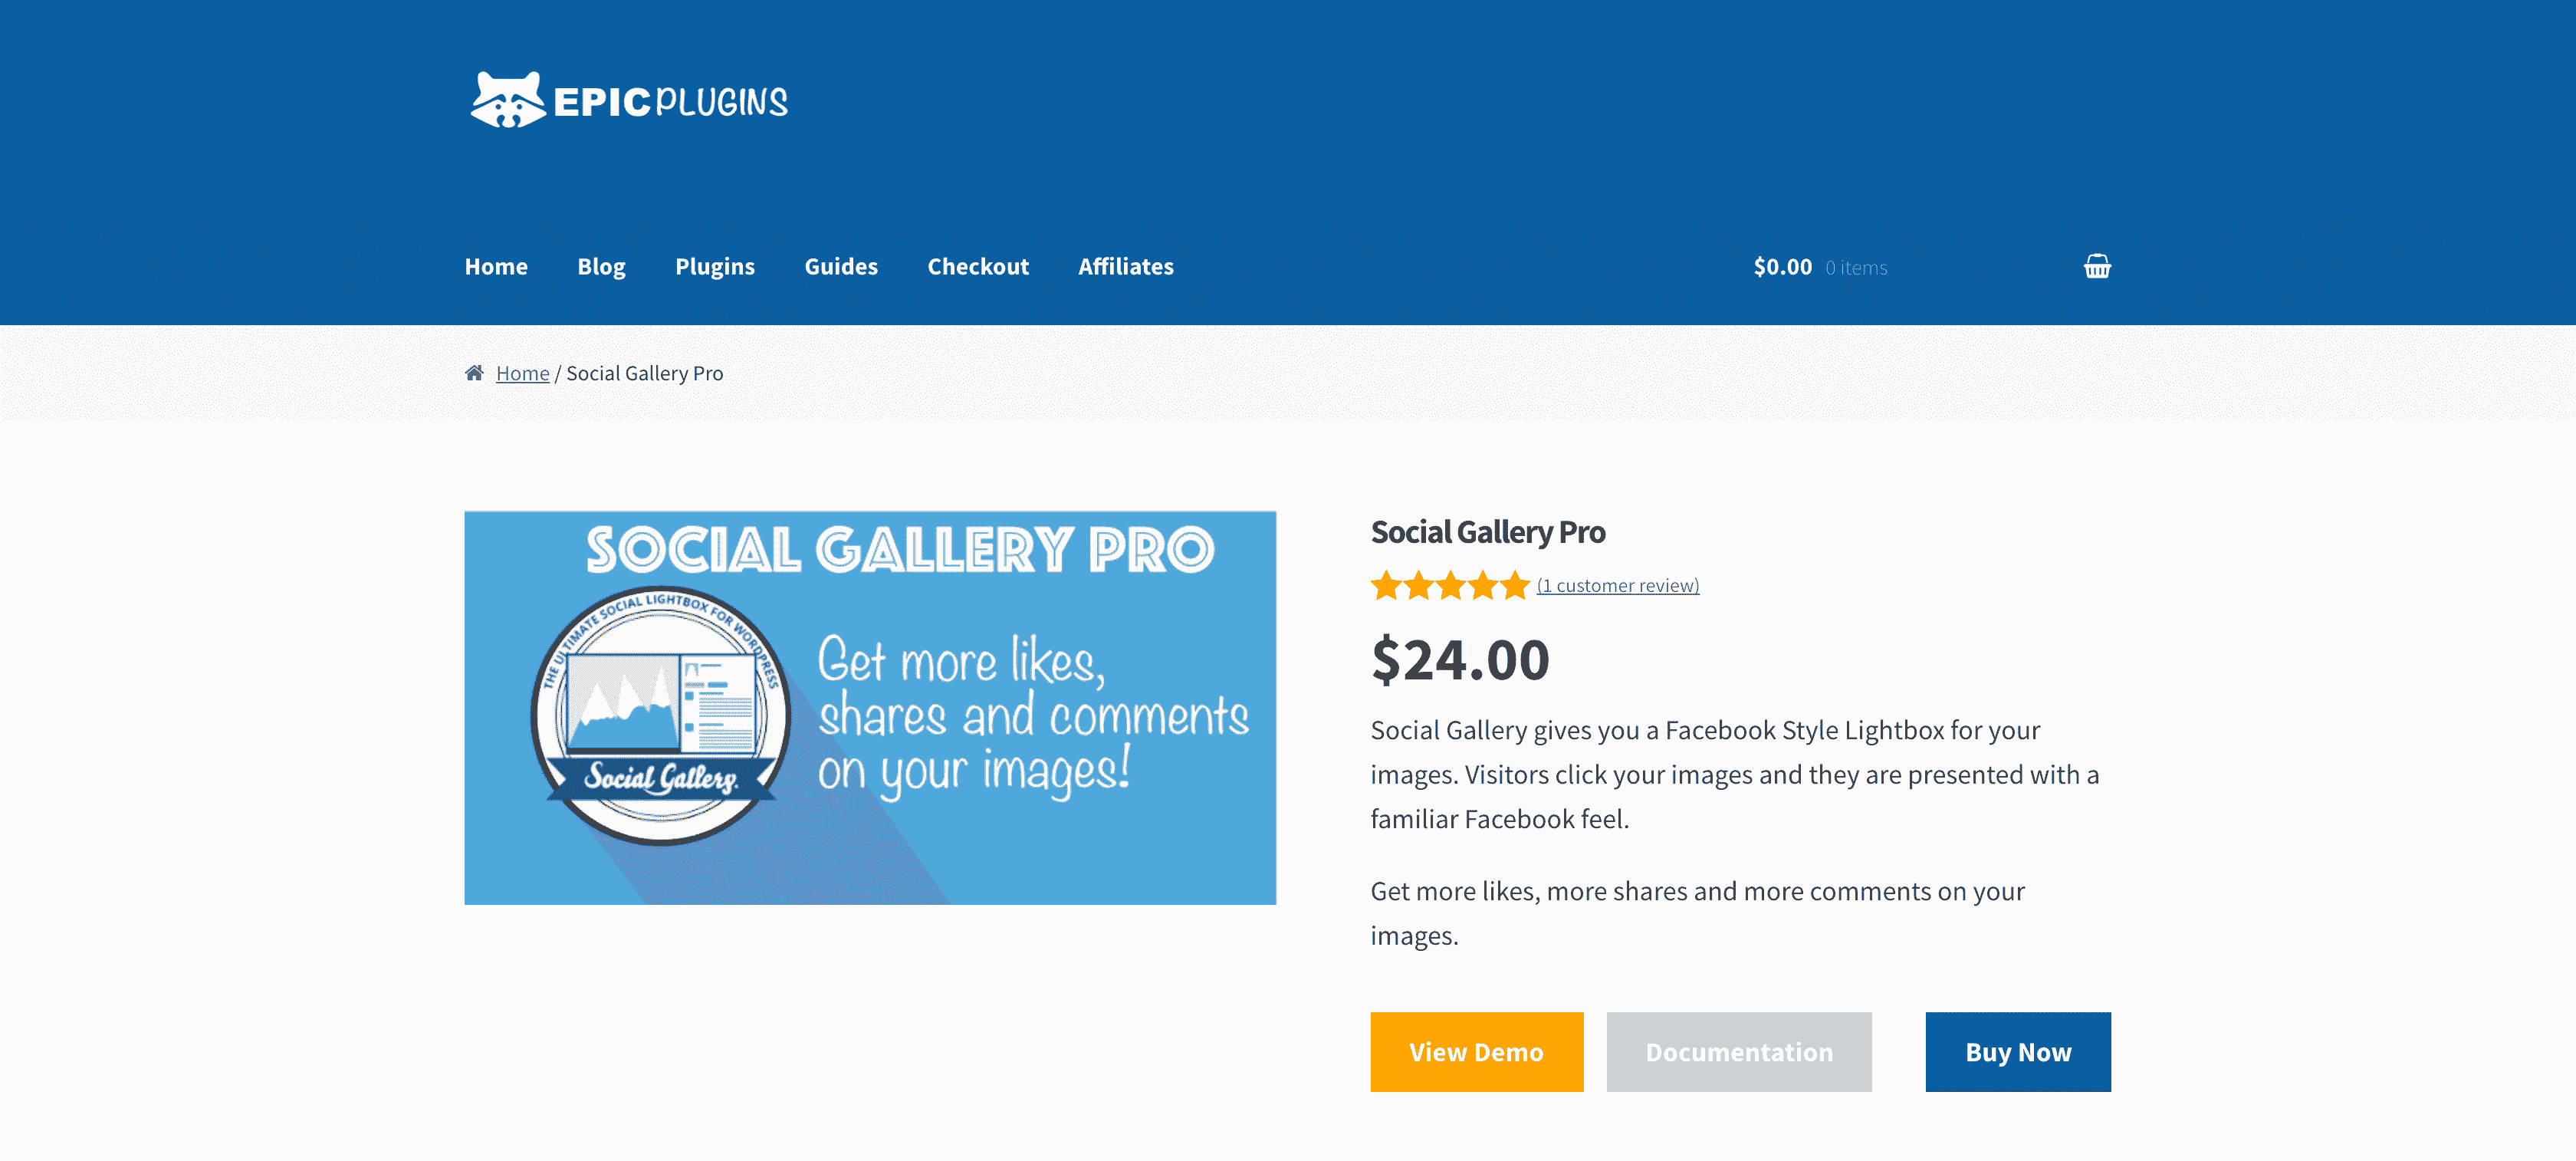 EPICPLUGINS
Home Blog Plugins Guides Checkout Affiliates $0.00 0 items
Home / Social Gallery Pro
SOCIAL GALLERY PRO
THE ULTIMATE SOCIAL LIGHTBOX FOR WORDPRESS
Social Gallery.
Get more likes,
shares and comments
on your images!
Social Gallery Pro
(1 customer review)
$24.00
Social Gallery gives you a Facebook Style Lightbox for your
images. Visitors click your images and they are presented with a
familiar Facebook feel.
Get more likes, more shares and more comments on your
images.
View Demo Documentation Buy Now